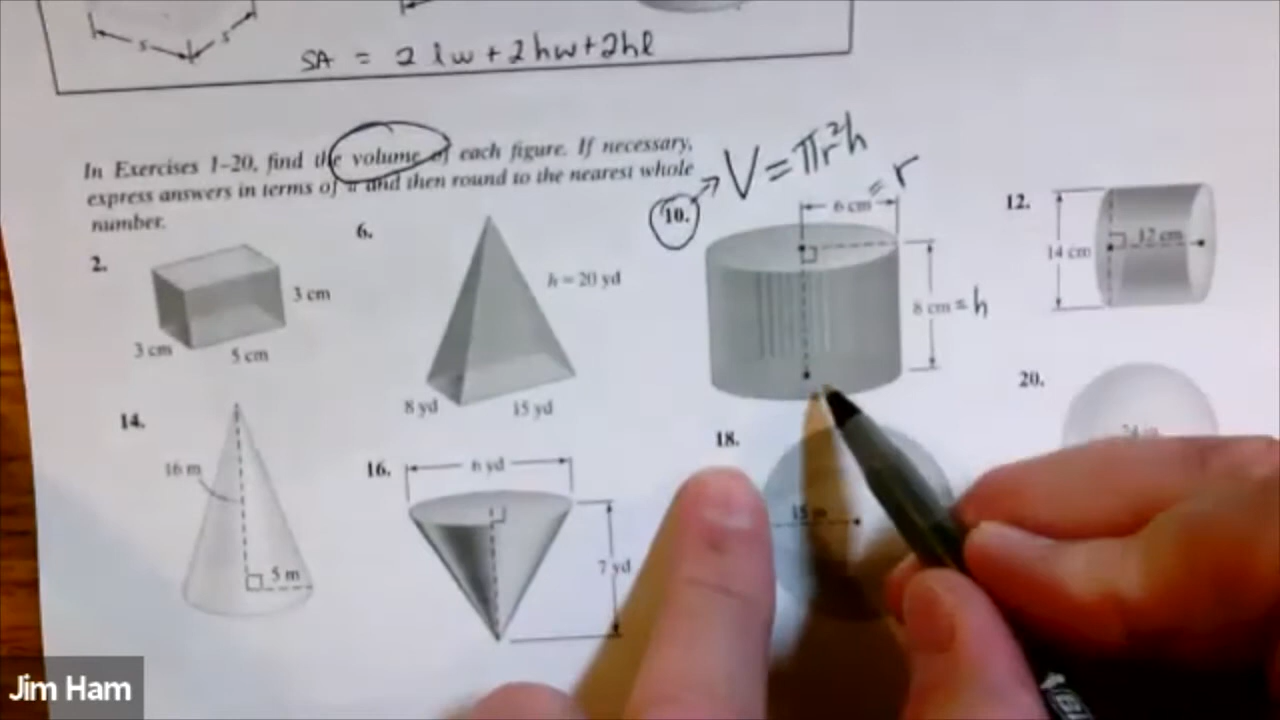 s
s
SA = 2lw + 2hw + 2hl
In Exercises 1–20, find the volume of each figure. If necessary,
express answers in terms of π and then round to the nearest whole
number.
V = πr²h
10.
= r
6 cm
8 cm = h
2.
3 cm
3 cm
5 cm
6.
h = 20 yd
8 yd
15 yd
12.
14 cm
12 cm
14.
16 m
5 m
16.
6 yd
7 yd
18.
15 m
20.
Jim Ham